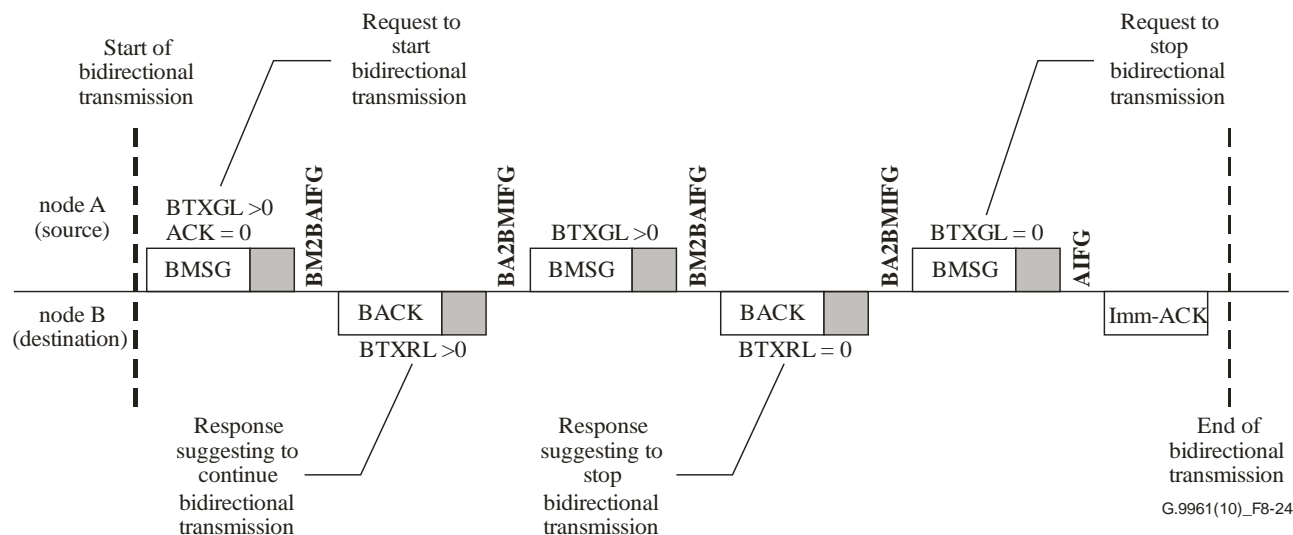 Start of
bidirectional
transmission
Request to
start
bidirectional
transmission
Request to
stop
bidirectional
transmission
node A
(source)
BTXGL >0
ACK = 0
BMSG
BM2BAIFG
BA2BMIFG
BTXGL >0
BMSG
BM2BAIFG
BA2BMIFG
BTXGL = 0
BMSG
AIFG
node B
(destination)
BACK
BTXRL >0
BACK
BTXRL = 0
Imm-ACK
Response
suggesting to
continue
bidirectional
transmission
Response
suggesting to
stop
bidirectional
transmission
End of
bidirectional
transmission
G.9961(10)_F8-24